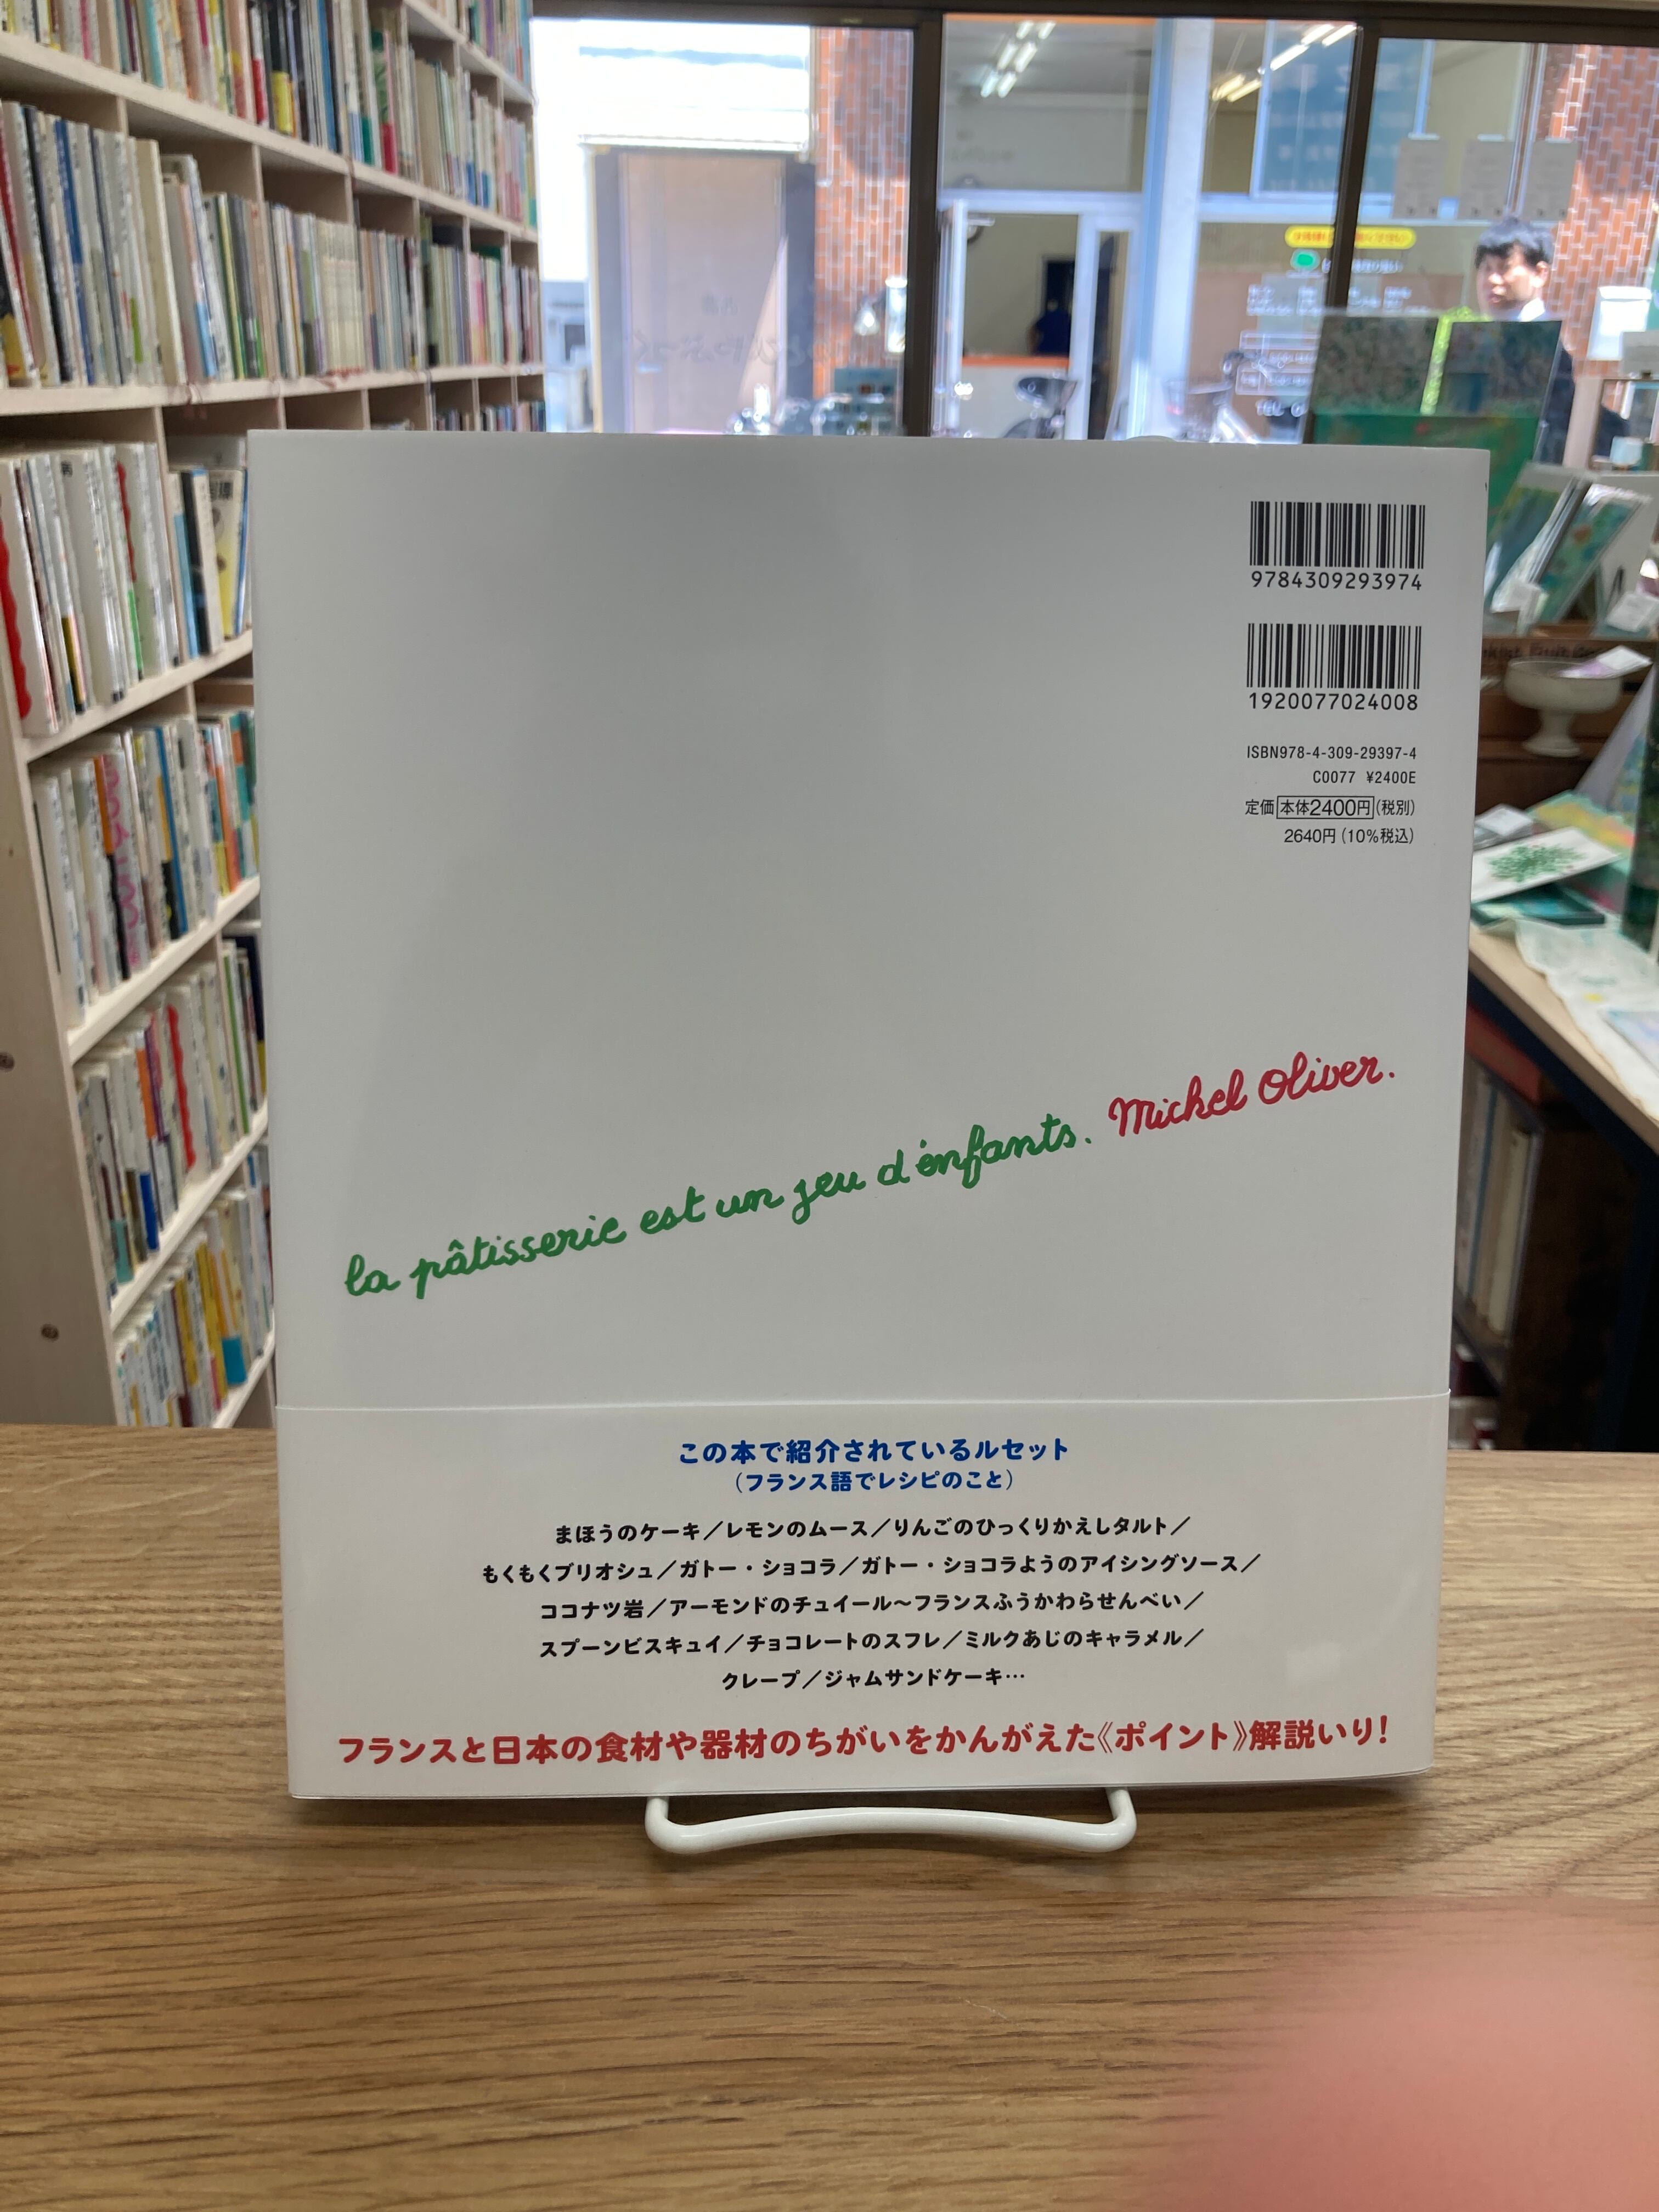 9784309293974
1920077024008
ISBN978-4-309-29397-4
C0077 ¥2400E
定価 本体2400円(税別)
2640円(10%税込)
la pâtisserie est un jeu d'enfants. Michel Oliver.
この本で紹介されているルセット
(フランス語でレシピのこと)
まほうのケーキ／レモンのムース／りんごのひっくりかえしタルト／
もくもくブリオシュ／ガトー・ショコラ／ガトー・ショコラようのアイシングソース／
ココナツ岩／アーモンドのチュイール〜フランスふうかわらせんべい／
スプーンビスキュイ／チョコレートのスフレ／ミルクあじのキャラメル／
クレープ／ジャムサンドケーキ…
フランスと日本の食材や器材のちがいをかんがえた《ポイント》解説いり!